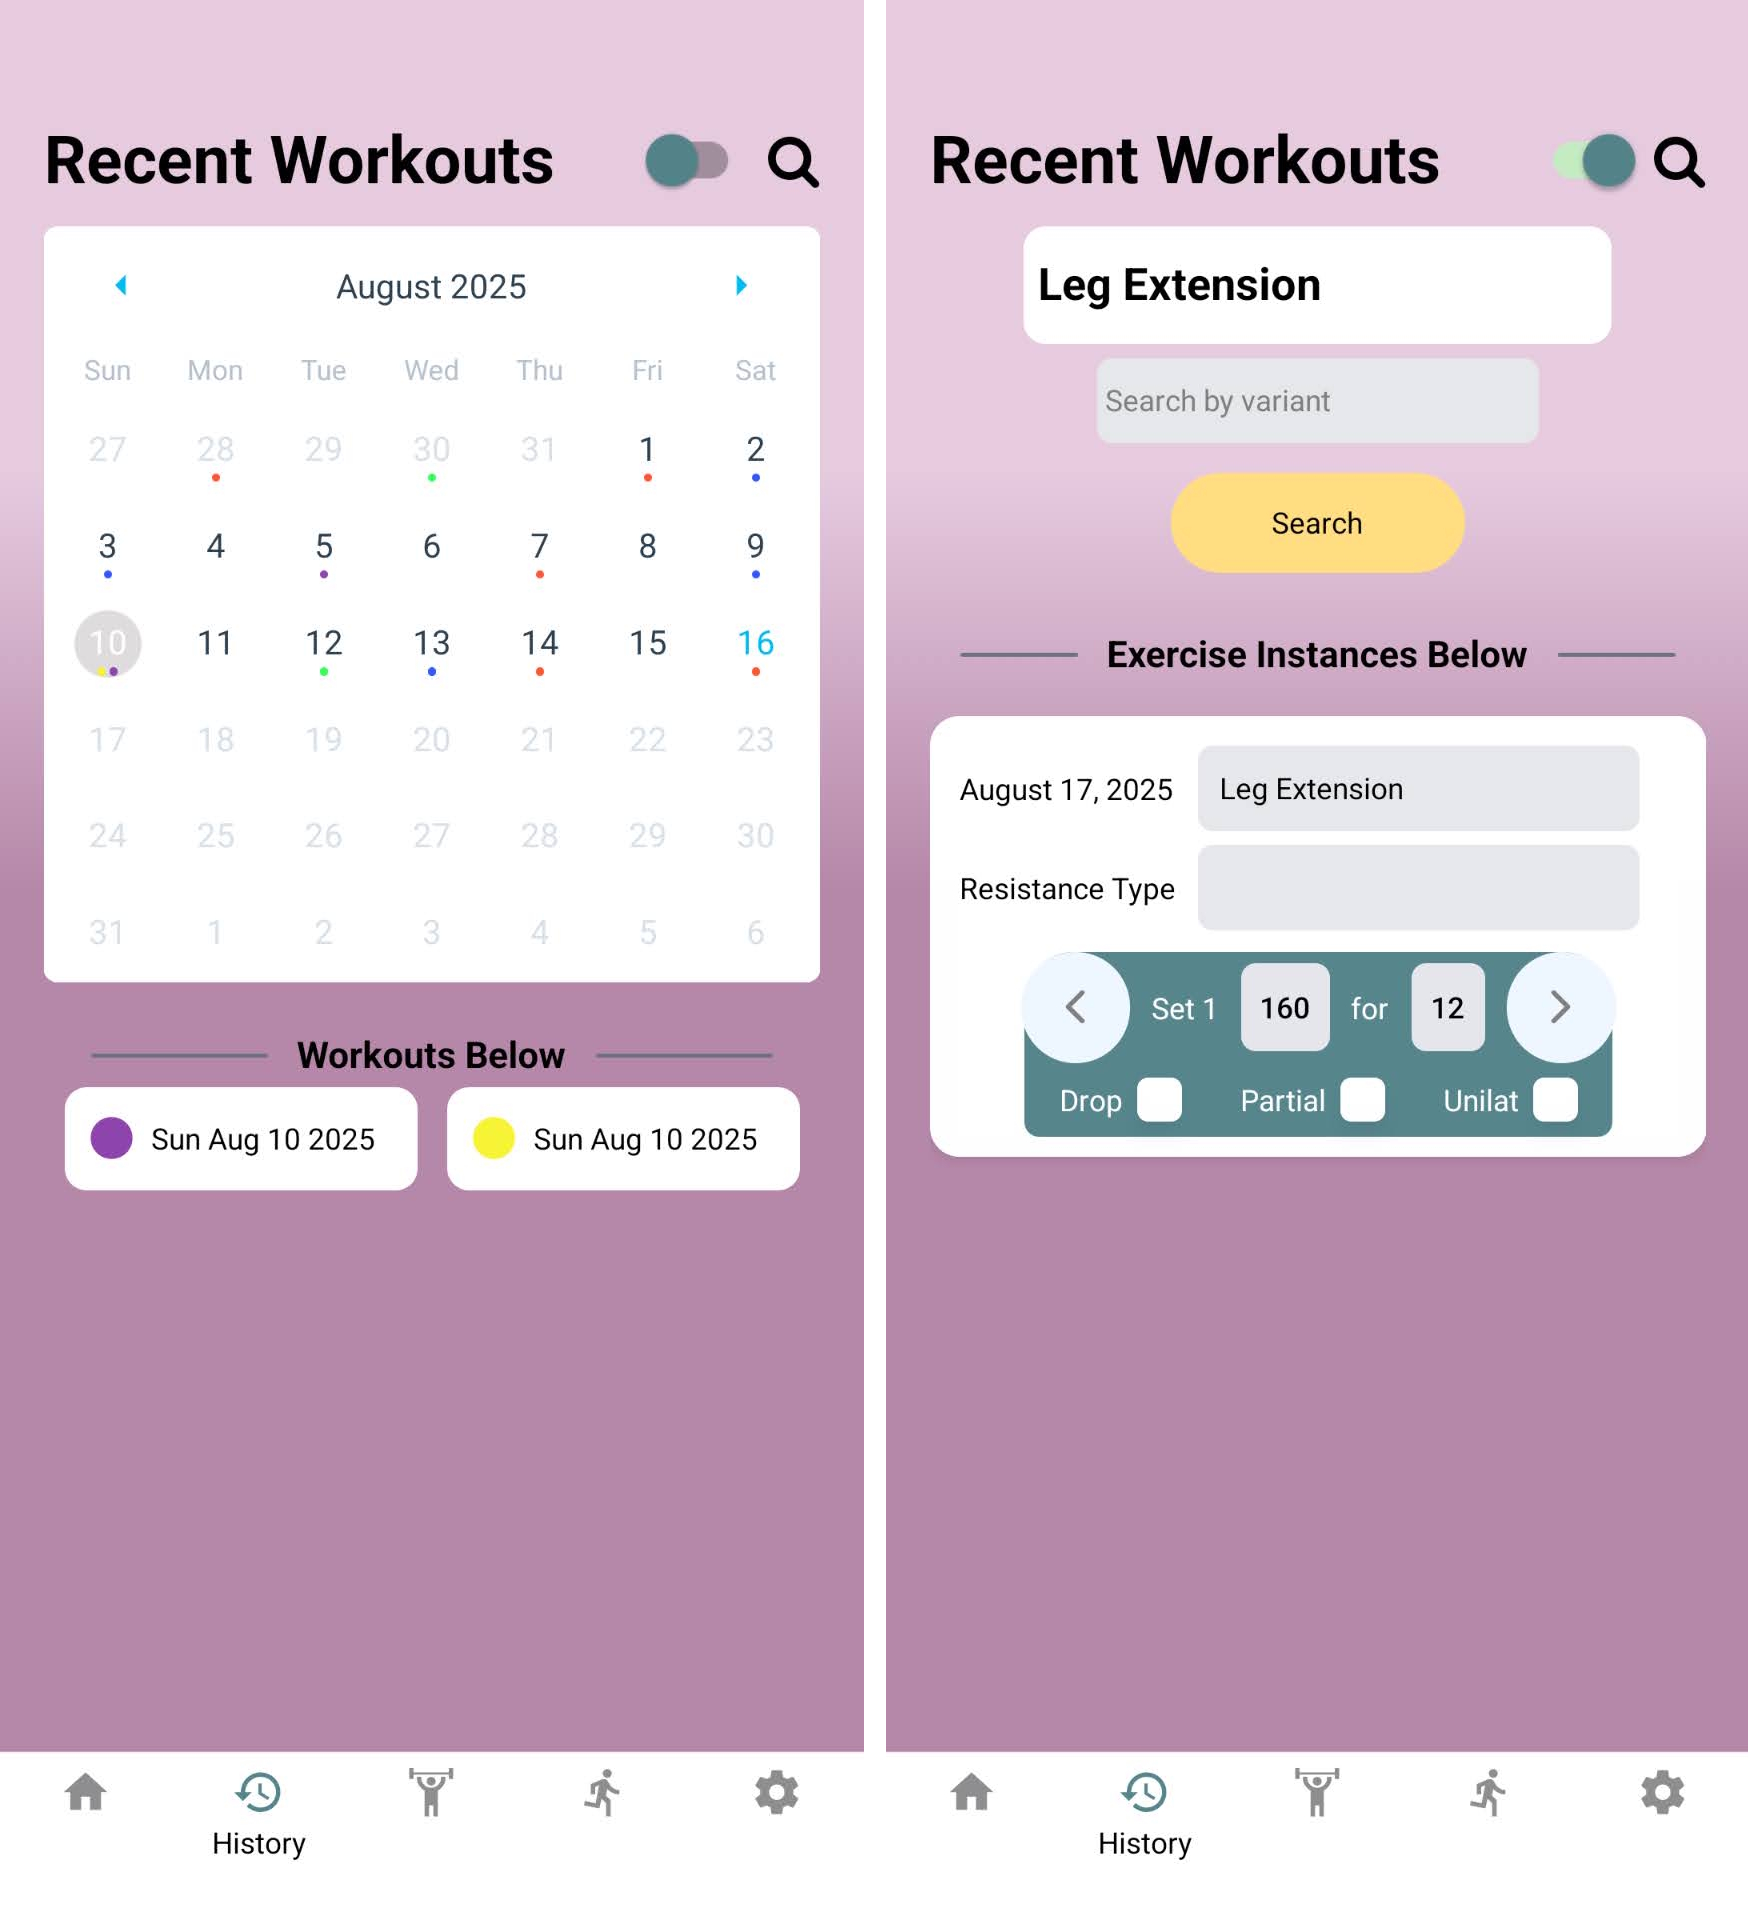 Recent Workouts
August 2025
Sun Mon Tue Wed Thu Fri Sat
27 28 29 30 31 1 2
3 4 5 6 7 8 9
10 11 12 13 14 15 16
17 18 19 20 21 22 23
24 25 26 27 28 29 30
31 1 2 3 4 5 6
Workouts Below
Sun Aug 10 2025
Sun Aug 10 2025
History
Recent Workouts
Leg Extension
Search by variant
Search
Exercise Instances Below
August 17, 2025 Leg Extension
Resistance Type
Set 1 160 for 12
Drop Partial Unilat
History